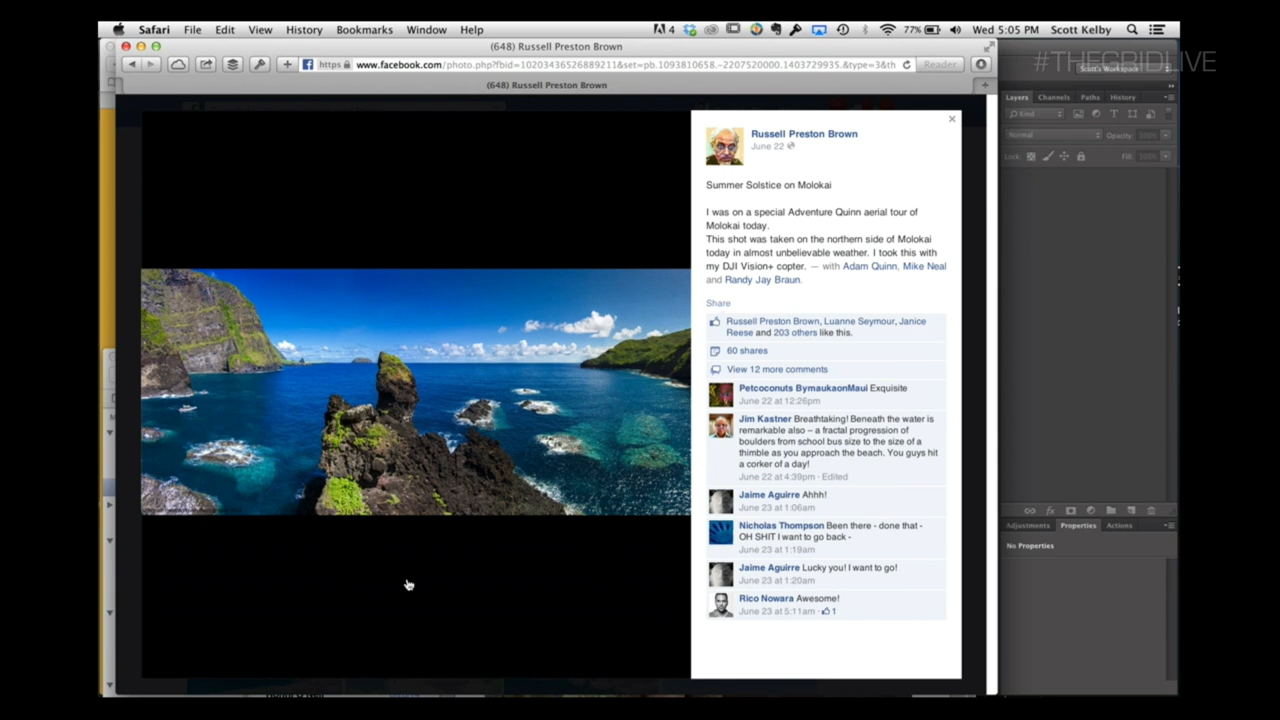 Safari File Edit View History Bookmarks Window Help
4 77% Wed 5:05 PM Scott Kelby
#THEGRIDLIVE
(648) Russell Preston Brown
https www.facebook.com/photo.php?fbid=10203436526889211&set=pb.1093810658.-2207520000.1403729935.&type=3&th Reader
(648) Russell Preston Brown
Scott's Workspace
Layers Channels Paths History
Kind
Normal Opacity: 100%
Lock: Fill: 100%
Russell Preston Brown
June 22
Summer Solstice on Molokai
I was on a special Adventure Quinn aerial tour of
Molokai today.
This shot was taken on the northern side of Molokai
today in almost unbelievable weather. I took this with
my DJI Vision+ copter. — with Adam Quinn, Mike Neal
and Randy Jay Braun.
Share
Russell Preston Brown, Luanne Seymour, Janice
Reese and 203 others like this.
60 shares
View 12 more comments
Petcoconuts BymaukaonMaui Exquisite
June 22 at 12:26pm
Jim Kastner Breathtaking! Beneath the water is
remarkable also – a fractal progression of
boulders from school bus size to the size of a
thimble as you approach the beach. You guys hit
a corker of a day!
June 22 at 4:39pm · Edited
Jaime Aguirre Ahhh!
June 23 at 1:06am
Nicholas Thompson Been there - done that -
OH SHIT I want to go back -
June 23 at 1:19am
Jaime Aguirre Lucky you! I want to go!
June 23 at 1:20am
Rico Nowara Awesome!
June 23 at 5:11am · 1
Adjustments Properties Actions
No Properties